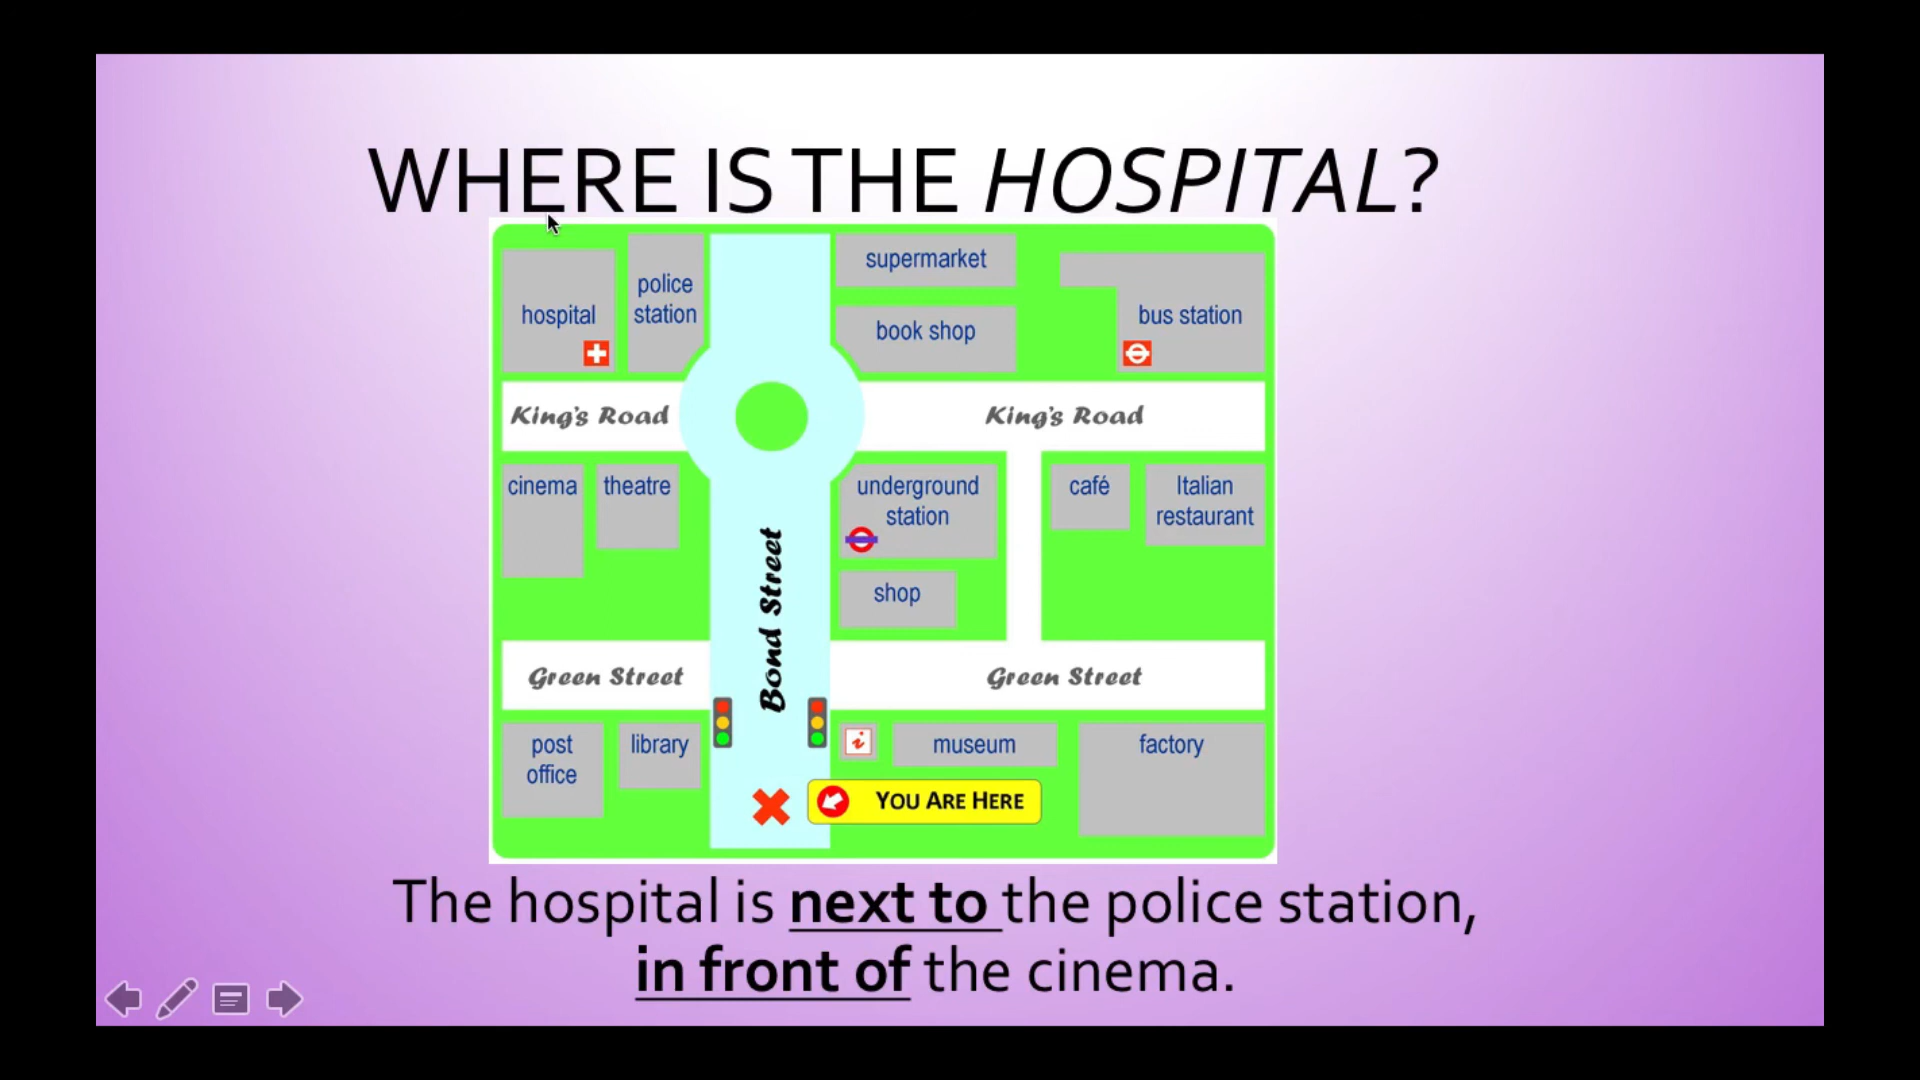 WHERE IS THE HOSPITAL?
hospital
police
station
supermarket
book shop
bus station
King's Road
King's Road
cinema
theatre
underground
station
café
Italian
restaurant
shop
Bond Street
Green Street
Green Street
post
office
library
i
museum
factory
YOU ARE HERE
The hospital is next to the police station,
in front of the cinema.